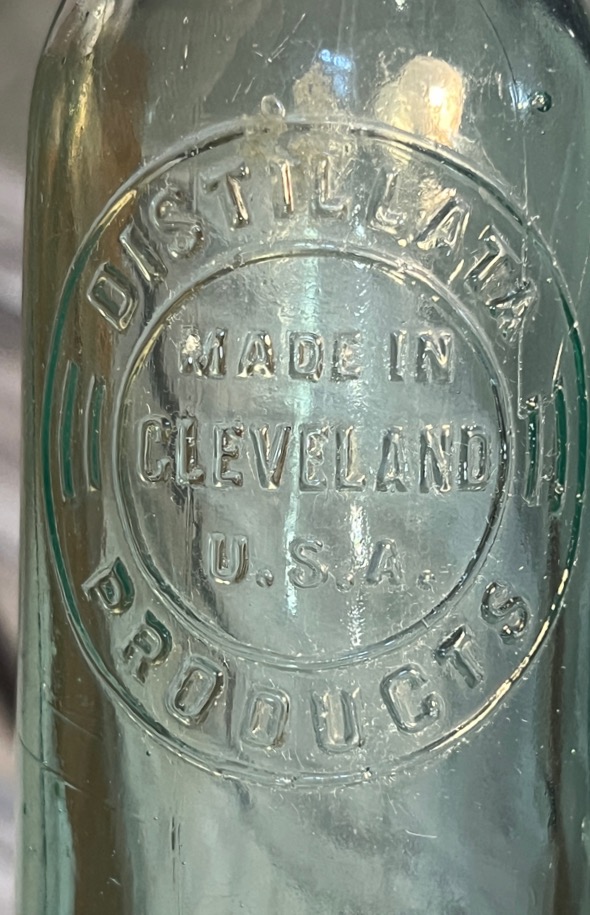 DISTILLATA
MADE IN
CLEVELAND
U.S.A.
PRODUCTS